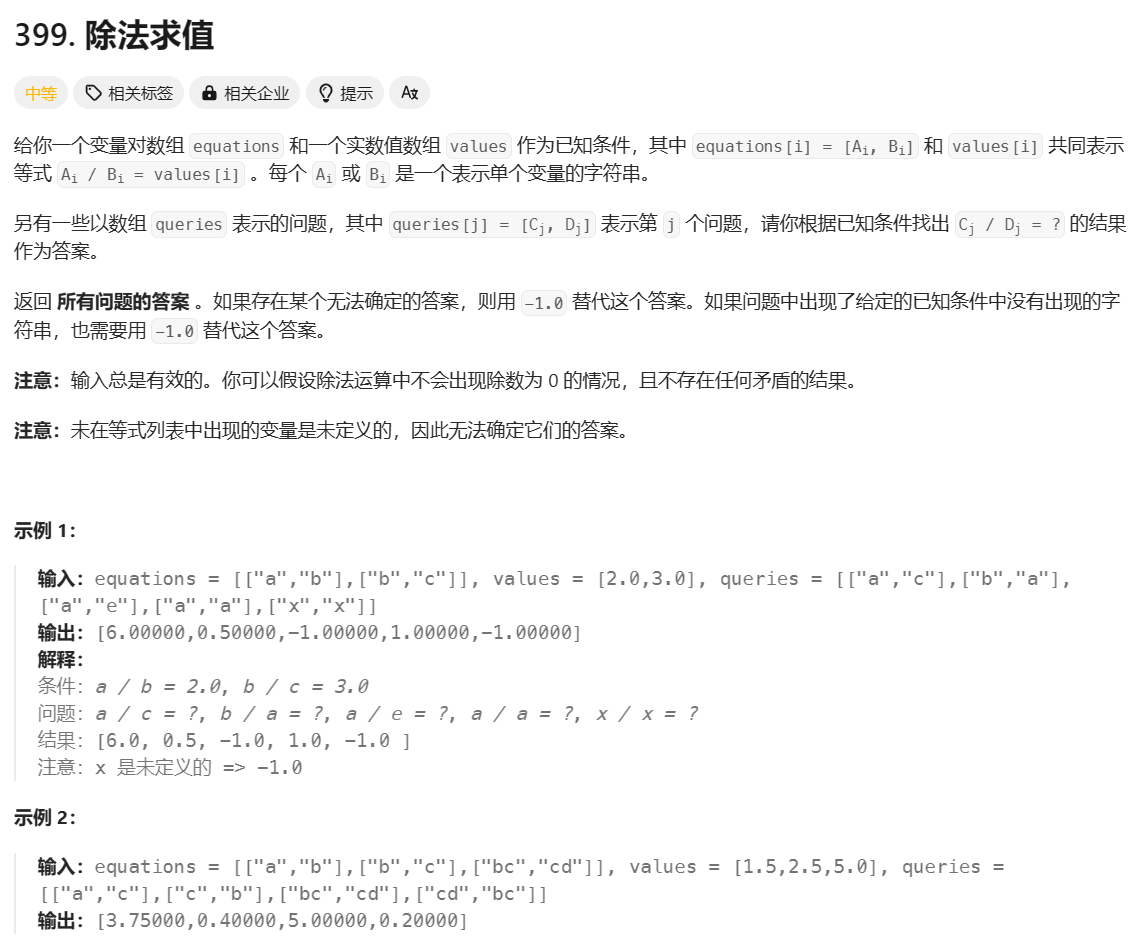 399. 除法求值
中等 相关标签 相关企业 提示 Aх
给你一个变量对数组 equations 和一个实数值数组 values 作为已知条件，其中 equations[i] = [Ai, Bi] 和 values[i] 共同表示
等式 Ai / Bi = values[i] 。每个 Ai 或 Bi 是一个表示单个变量的字符串。
另有一些以数组 queries 表示的问题，其中 queries[j] = [Cj, Dj] 表示第 j 个问题，请你根据已知条件找出 Cj / Dj = ? 的结果
作为答案。
返回 所有问题的答案 。如果存在某个无法确定的答案，则用 -1.0 替代这个答案。如果问题中出现了给定的已知条件中没有出现的字
符串，也需要用 -1.0 替代这个答案。
注意：输入总是有效的。你可以假设除法运算中不会出现除数为 0 的情况，且不存在任何矛盾的结果。
注意：未在等式列表中出现的变量是未定义的，因此无法确定它们的答案。
示例 1：
输入：equations = [["a","b"],["b","c"]], values = [2.0,3.0], queries = [["a","c"],["b","a"],
["a","e"],["a","a"],["x","x"]]
输出：[6.00000,0.50000,-1.00000,1.00000,-1.00000]
解释：
条件：a / b = 2.0, b / c = 3.0
问题：a / c = ?, b / a = ?, a / e = ?, a / a = ?, x / x = ?
结果：[6.0, 0.5, -1.0, 1.0, -1.0 ]
注意：x 是未定义的 => -1.0
示例 2：
输入：equations = [["a","b"],["b","c"],["bc","cd"]], values = [1.5,2.5,5.0], queries =
[["a","c"],["c","b"],["bc","cd"],["cd","bc"]]
输出：[3.75000,0.40000,5.00000,0.20000]